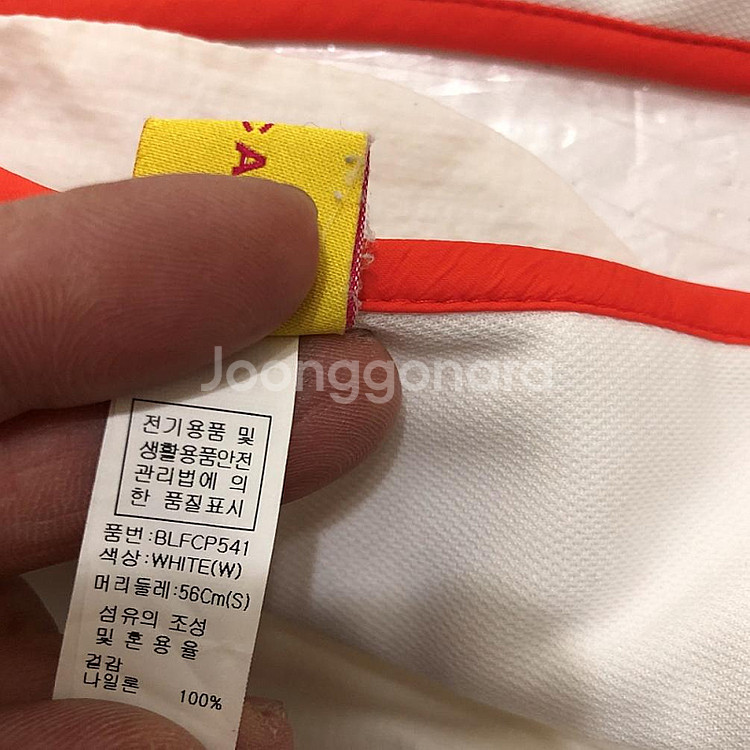 CA
Joonggonara
전기용품 및
생활용품안전
관리법에 의
한 품질표시
품번:BLFCP541
색상:WHITE(W)
머리둘레:56Cm(S)
섬유의 조성
및 혼용율
겉감
나일론 100%